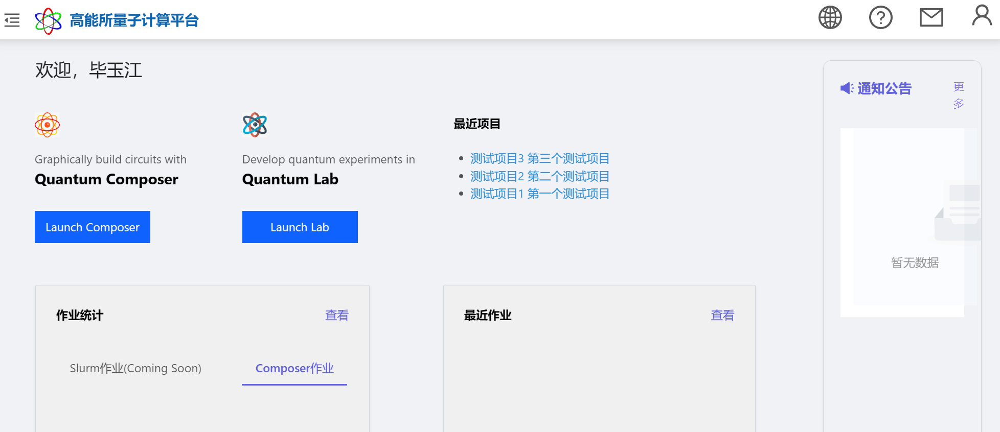 高能所量子计算平台
欢迎，毕玉江
Graphically build circuits with
Quantum Composer
Launch Composer
Develop quantum experiments in
Quantum Lab
Launch Lab
最近项目
测试项目3 第三个测试项目
测试项目2 第二个测试项目
测试项目1 第一个测试项目
通知公告
更
多
暂无数据
作业统计
查看
Slurm作业(Coming Soon)
Composer作业
最近作业
查看